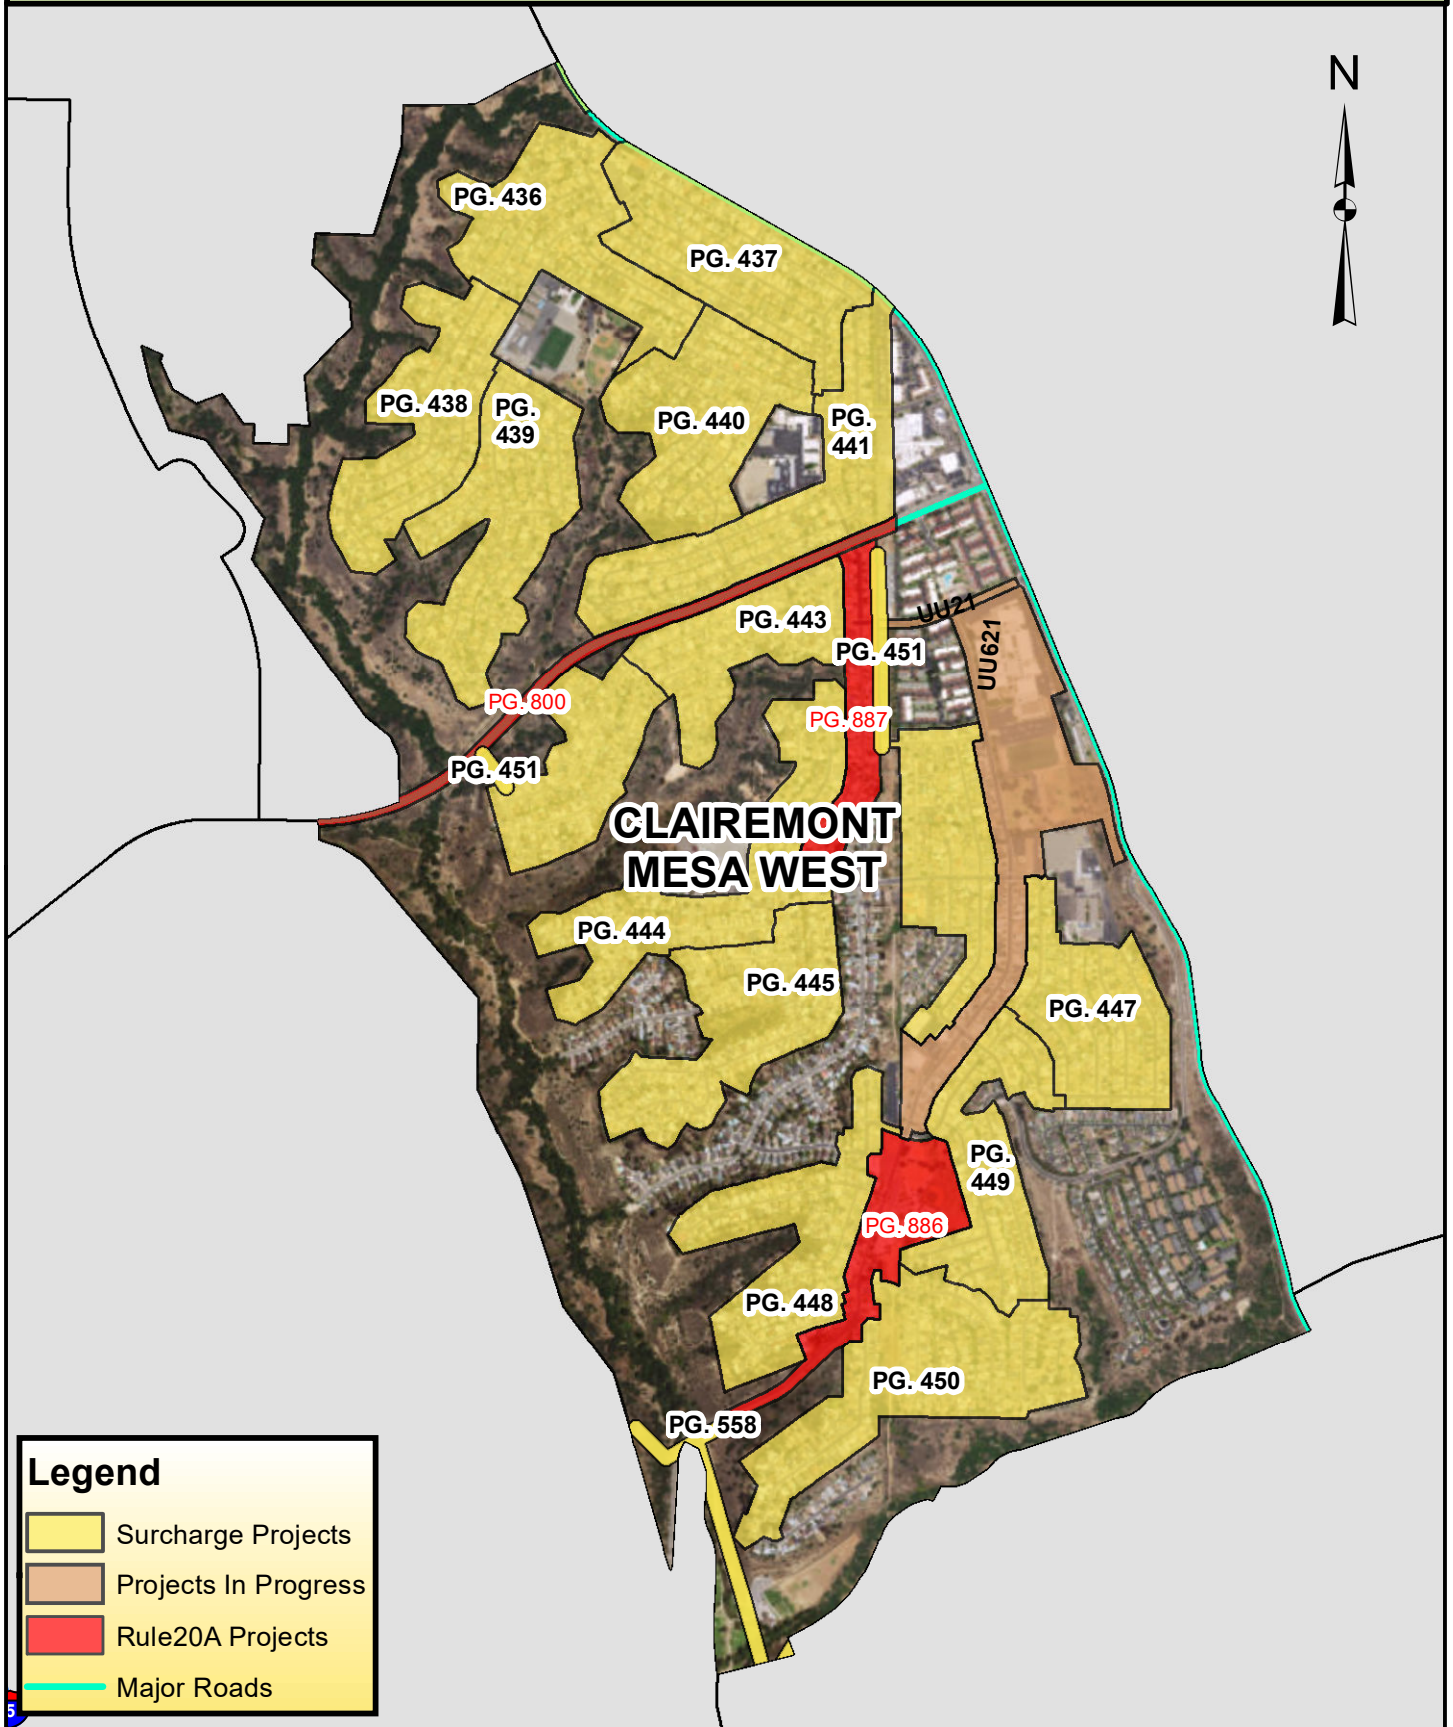 N
PG. 436
PG. 437
PG. 438
PG.
439
PG. 440
PG.
441
PG. 443
UU21
UU621
PG. 451
PG. 800
PG. 887
PG. 451
CLAIREMONT
MESA WEST
PG. 444
PG. 445
PG. 447
PG.
449
PG. 886
PG. 448
PG. 450
PG. 558
Legend
Surcharge Projects
Projects In Progress
Rule20A Projects
Major Roads
5